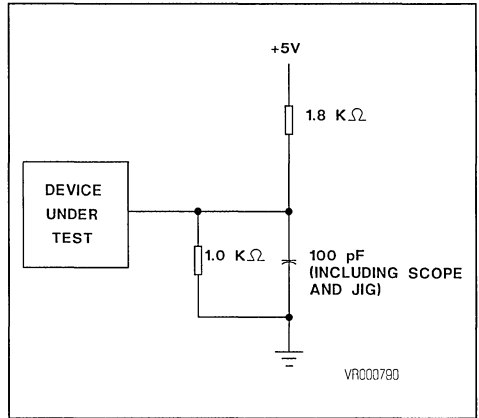 +5V
1.8 KΩ
DEVICE
UNDER
TEST
1.0 KΩ
100 pF
(INCLUDING SCOPE
AND JIG)
VR000790